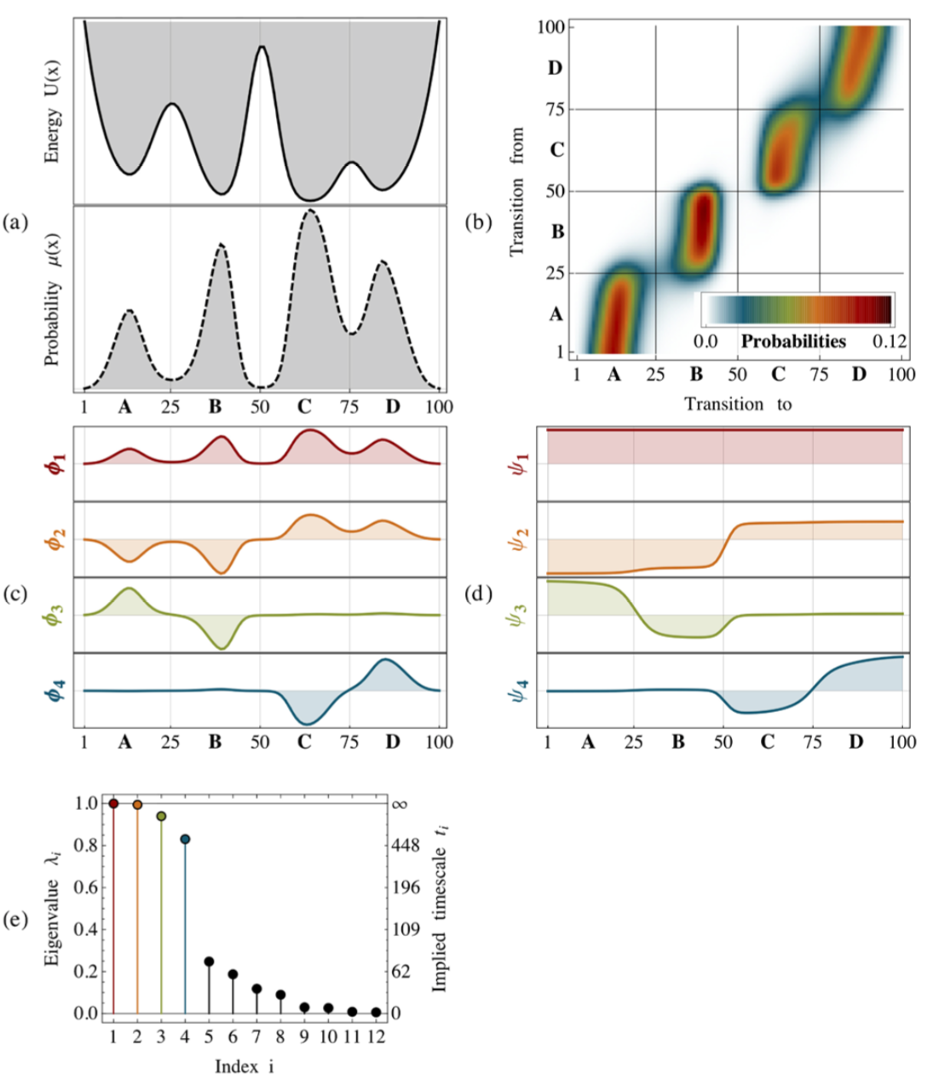 (a)
Energy U(x)
Probability μ(x)
1 A 25 B 50 C 75 D 100
(b)
Transition from
100
D
75
C
50
B
25
A
1
0.0 Probabilities 0.12
1 A 25 B 50 C 75 D 100
Transition to
(c)
ϕ1
ϕ2
ϕ3
ϕ4
1 A 25 B 50 C 75 D 100
(d)
ψ1
ψ2
ψ3
ψ4
1 A 25 B 50 C 75 D 100
(e)
Eigenvalue λi
1.0
0.8
0.6
0.4
0.2
0.0
∞
448
196
109
62
0
Implied timescale ti
1 2 3 4 5 6 7 8 9 10 11 12
Index i